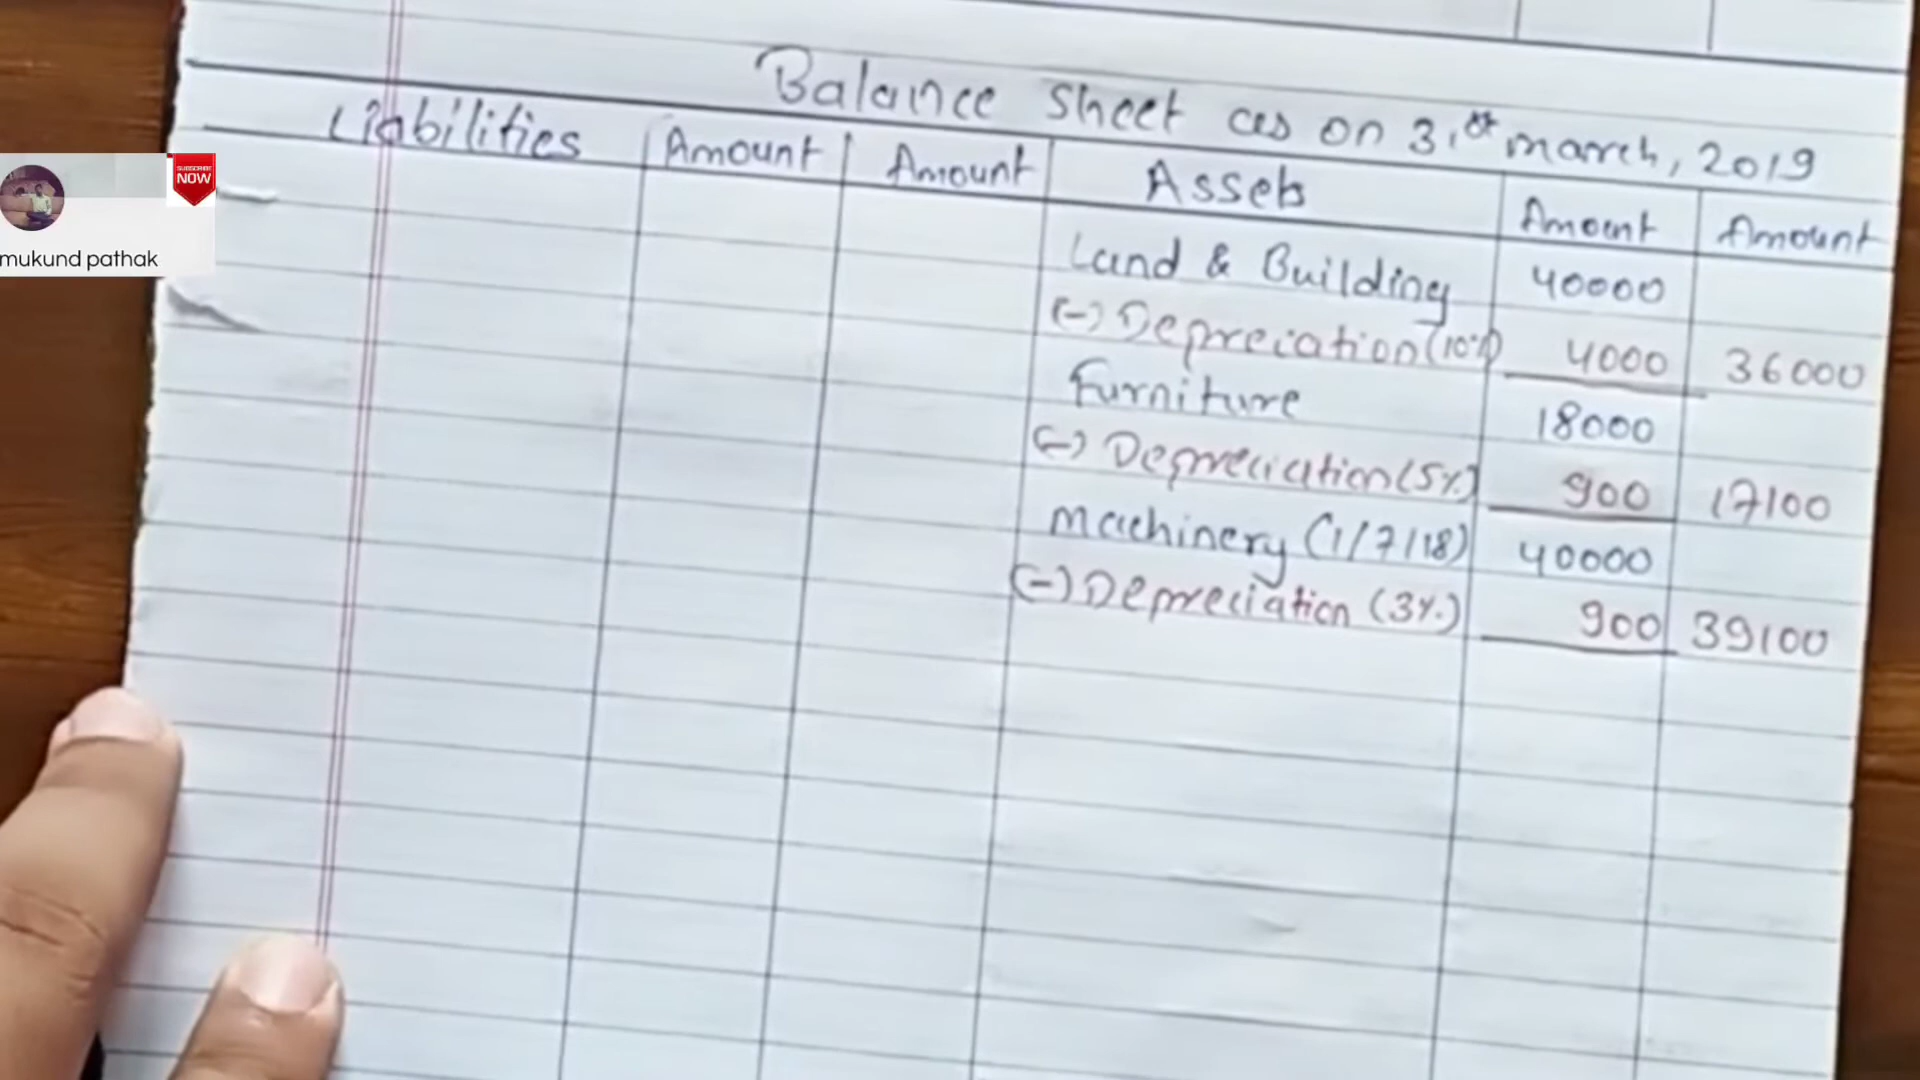 Balance Sheet as on 31st march, 2019
Liabilities Amount Amount Assets Amount Amount
Land & Building 40000
(-) Depreciation (10%) 4000 36000
Furniture 18000
(-) Depreciation (5%) 900 17100
Machinery (1/7/18) 40000
(-) Depreciation (3%.) 900 39100
SUBSCRIBE
NOW
mukund pathak